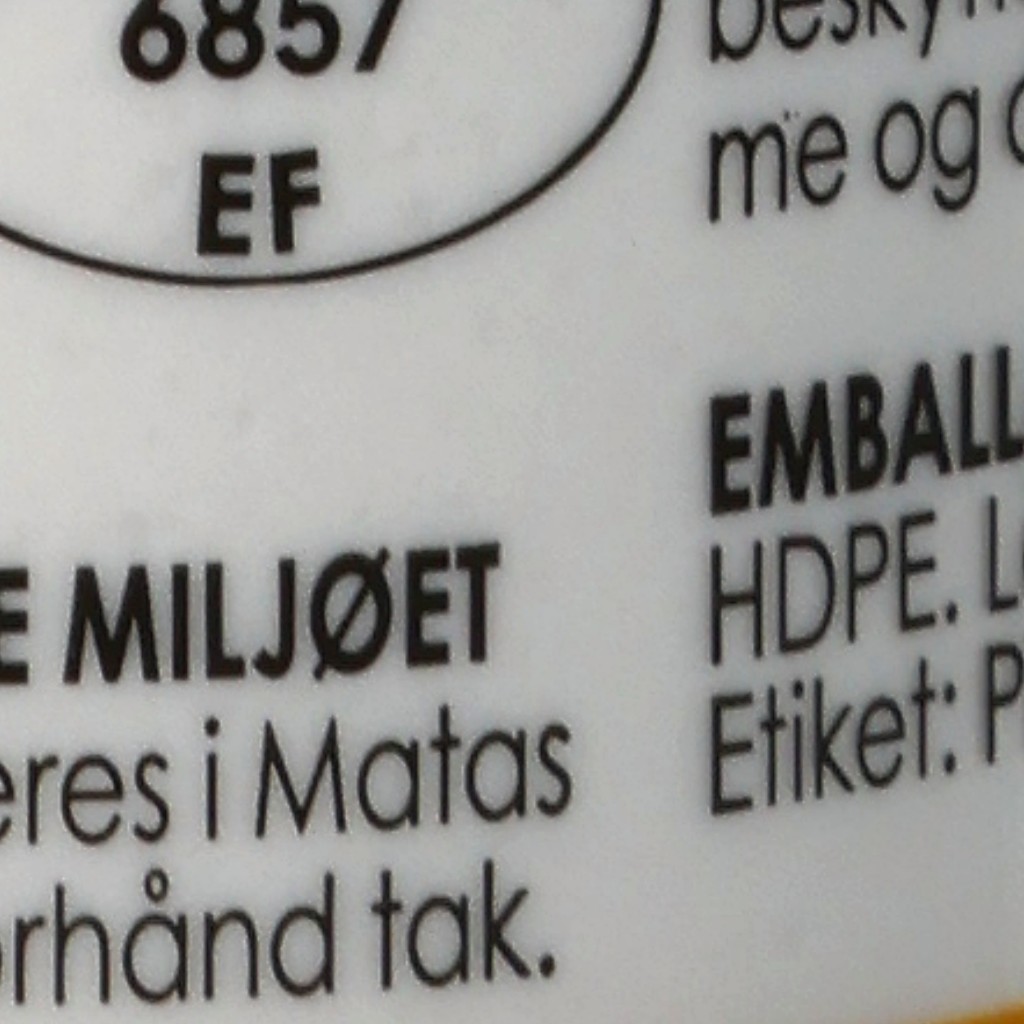 6857
EF
E MILJØET
eres i Matas
rhånd tak.
me og
EMBALL
HDPE.
Etiket: P